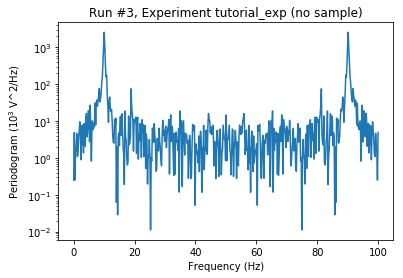 Run #3, Experiment tutorial_exp (no sample)
Periodogram (10³ V^2/Hz)
10³
10²
10¹
10⁰
10⁻¹
10⁻²
0 20 40 60 80 100
Frequency (Hz)